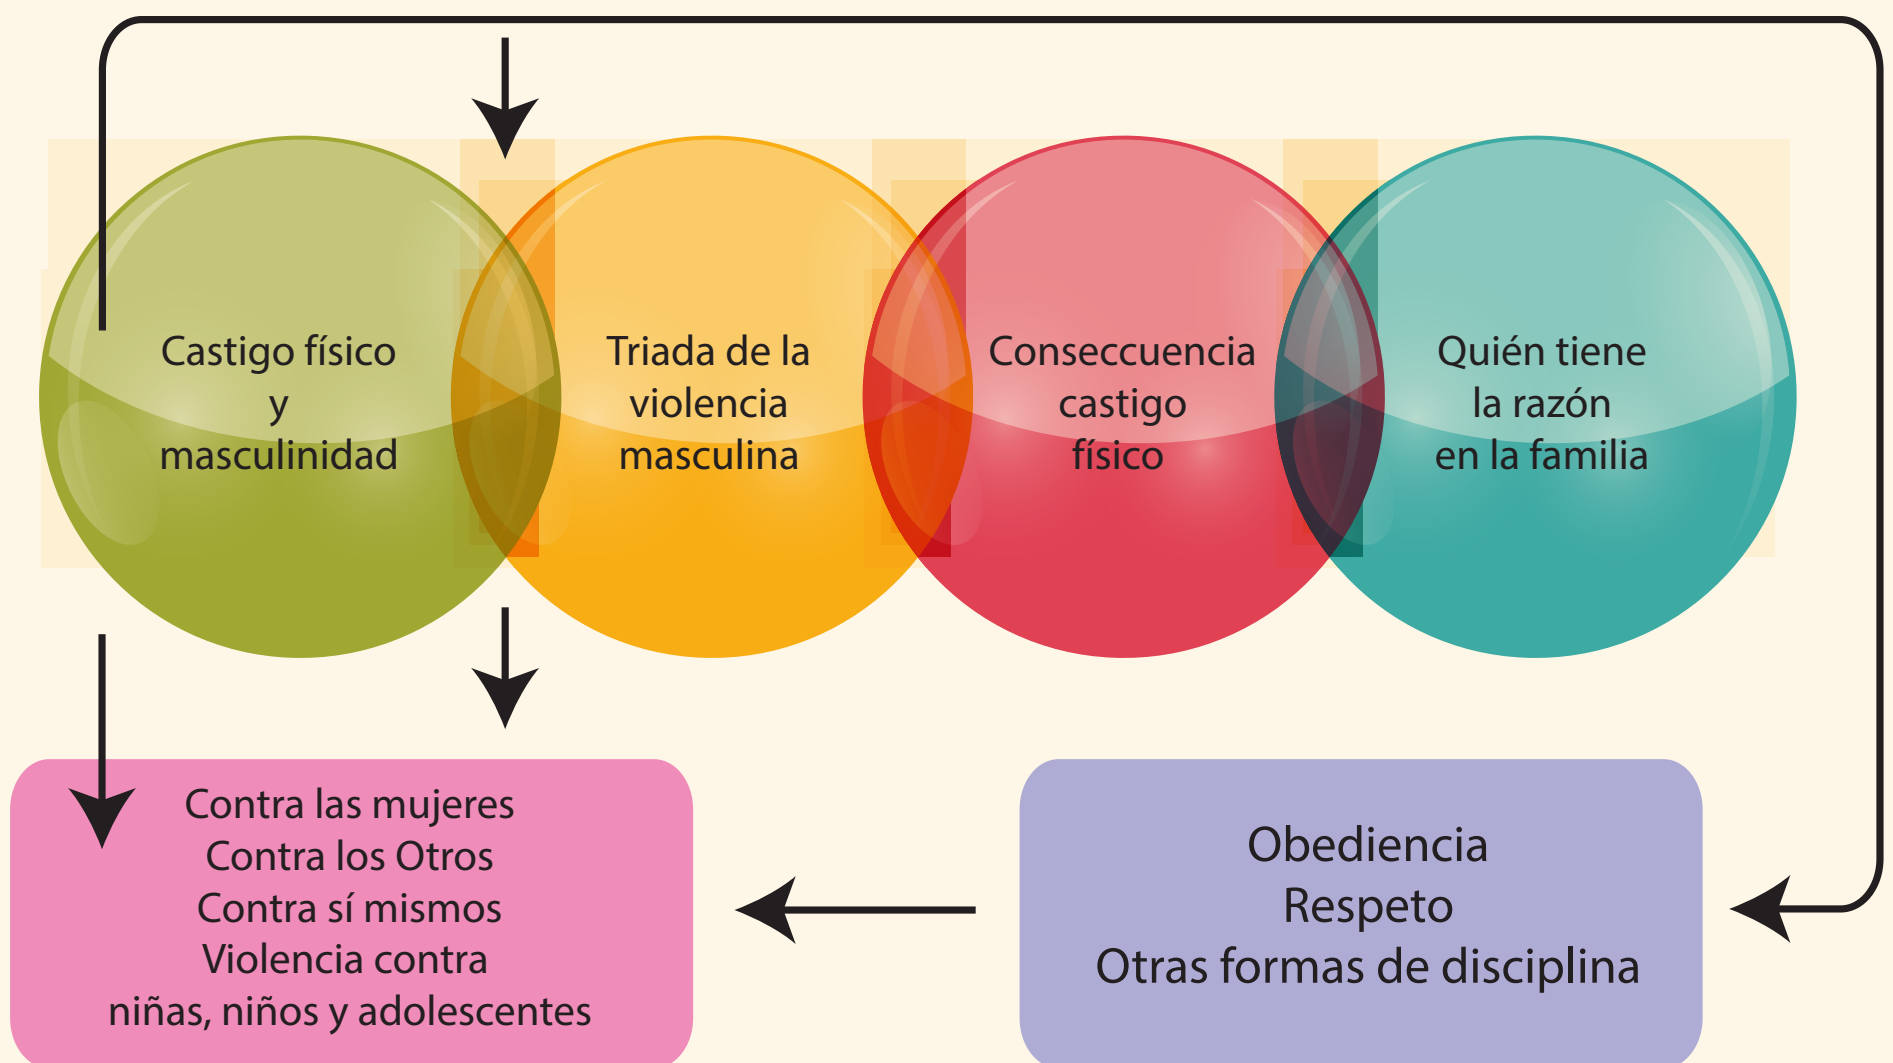 Castigo físico
y
masculinidad
Triada de la
violencia
masculina
Conseccuencia
castigo
físico
Quién tiene
la razón
en la familia
Contra las mujeres
Contra los Otros
Contra sí mismos
Violencia contra
niñas, niños y adolescentes
Obediencia
Respeto
Otras formas de disciplina